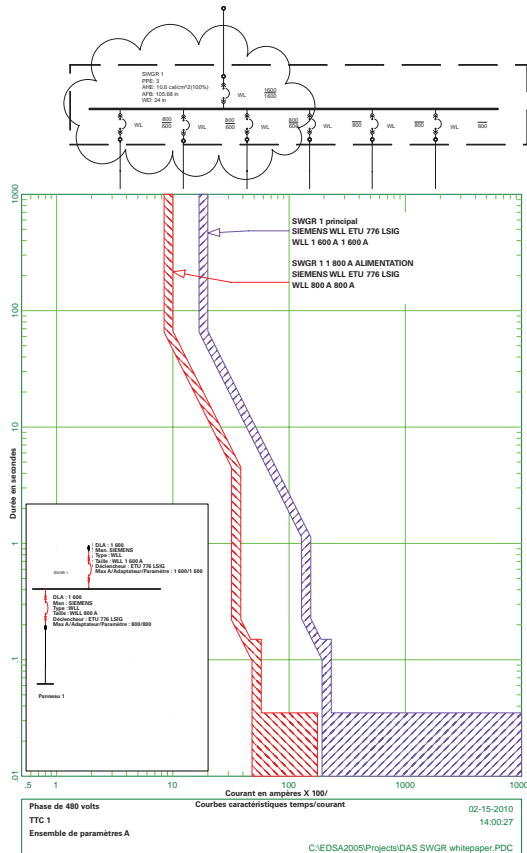 SWGR 1
PPE: 3
AHE: 10.6 cal/cm^2(100%)
AFB: 105.68 in
WD: 24 in
WL
1600
1600
WL
800
600
WL
800
600
WL
800
600
WL
800
WL
800
WL
1000
100
10
1
.1
.01
Durée en secondes
SWGR 1 principal
SIEMENS WLL ETU 776 LSIG
WLL 1 600 A 1 600 A
SWGR 1 1 800 A ALIMENTATION
SIEMENS WLL ETU 776 LSIG
WLL 800 A 800 A
DLA : 1 600
Man. SIEMENS
Type : WLL
Taille : WLL 1 600 A
Déclencheur : ETU 776 LSIG
Max A/Adaptateur/Paramètre : 1 600/1 600
SWGR 1
DLA : 1 600
Man : SIEMENS
Type : WLL
Taille : WILL 800 A
Déclencheur : ETU 776 LSIG
Max A/Adaptateur/Paramètre : 800/800
Panneau 1
.5 1 10 100 1000 10000
Courant en ampères X 100/
Phase de 480 volts
Courbes caractéristiques temps/courant
02-15-2010
TTC 1
14:00:27
Ensemble de paramètres A
C:\EDSA2005\Projects\DAS SWGR whitepaper.PDC